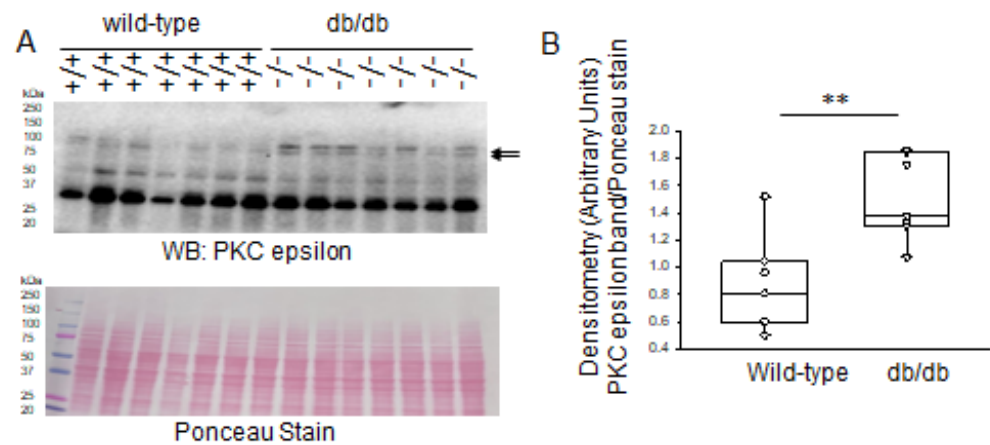 A
wild-type db/db
+/+ +/+ +/+ +/+ +/+ +/+ +/+ -/- -/- -/- -/- -/- -/- -/-
kDa
250
150
100
75
50
37
25
20
WB: PKC epsilon
kDa
250
150
100
75
50
37
25
20
Ponceau Stain
B
Densitometry (Arbitrary Units)
PKC epsilon band/Ponceau stain
**
2.0
1.8
1.6
1.4
1.2
1.0
0.8
0.6
0.4
Wild-type db/db